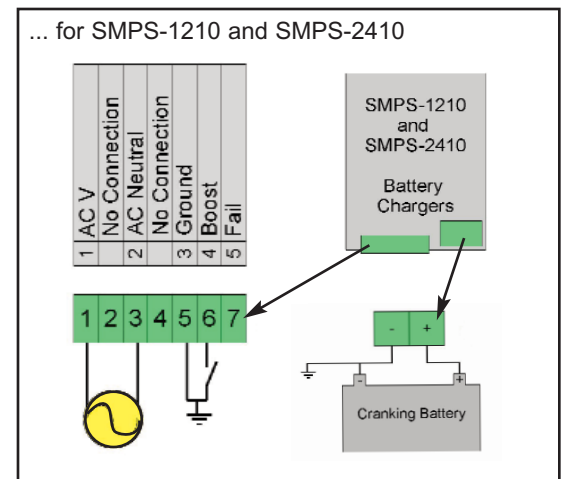 ... for SMPS-1210 and SMPS-2410
1 AC V
No Connection
2 AC Neutral
No Connection
3 Ground
4 Boost
5 Fail
1 2 3 4 5 6 7
SMPS-1210
and
SMPS-2410
Battery
Chargers
- +
- +
Cranking Battery